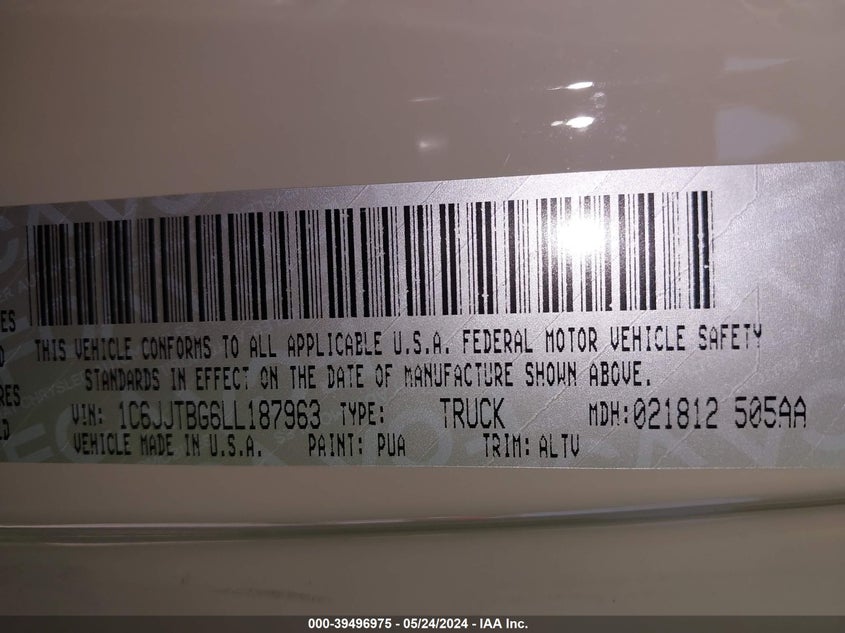 THIS VEHICLE CONFORMS TO ALL APPLICABLE U.S.A. FEDERAL MOTOR VEHICLE SAFETY
STANDARDS IN EFFECT ON THE DATE OF MANUFACTURE SHOWN ABOVE.
VIN: 1C6JJTBG6LL187963 TYPE: TRUCK MDH:021812 505AA
VEHICLE MADE IN U.S.A. PAINT: PUA TRIM: ALTV
000-39496975 - 05/24/2024 - IAA Inc.